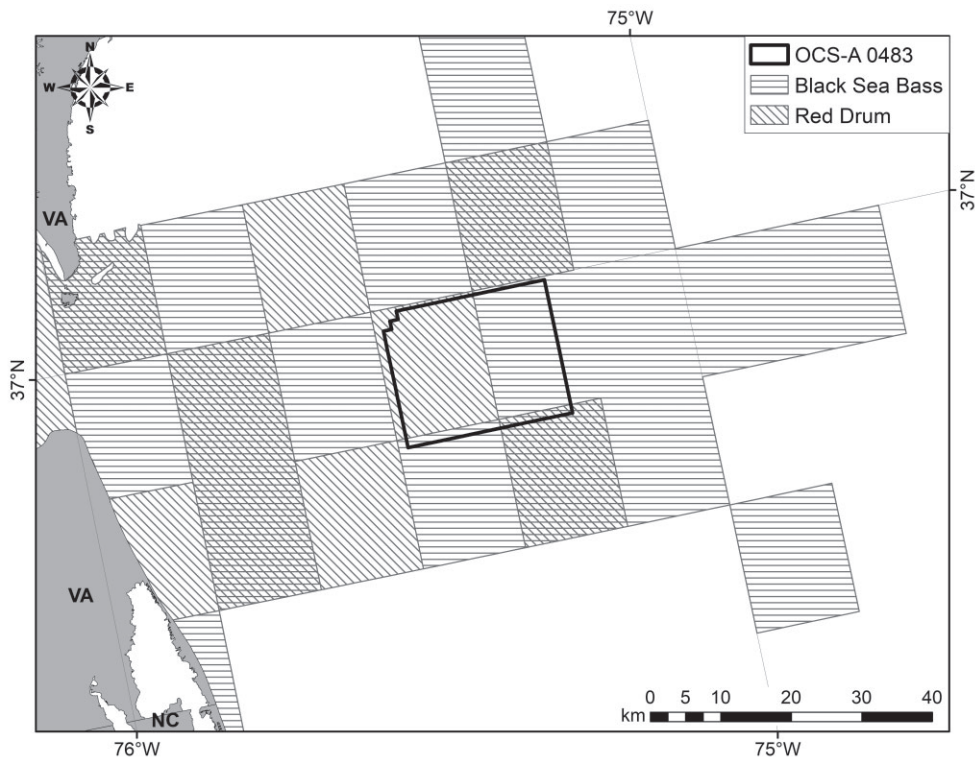 75°W
N
W E
S
OCS-A 0483
Black Sea Bass
Red Drum
VA
37°N
37°N
VA
NC
0 5 10 20 30 40
km
76°W
75°W